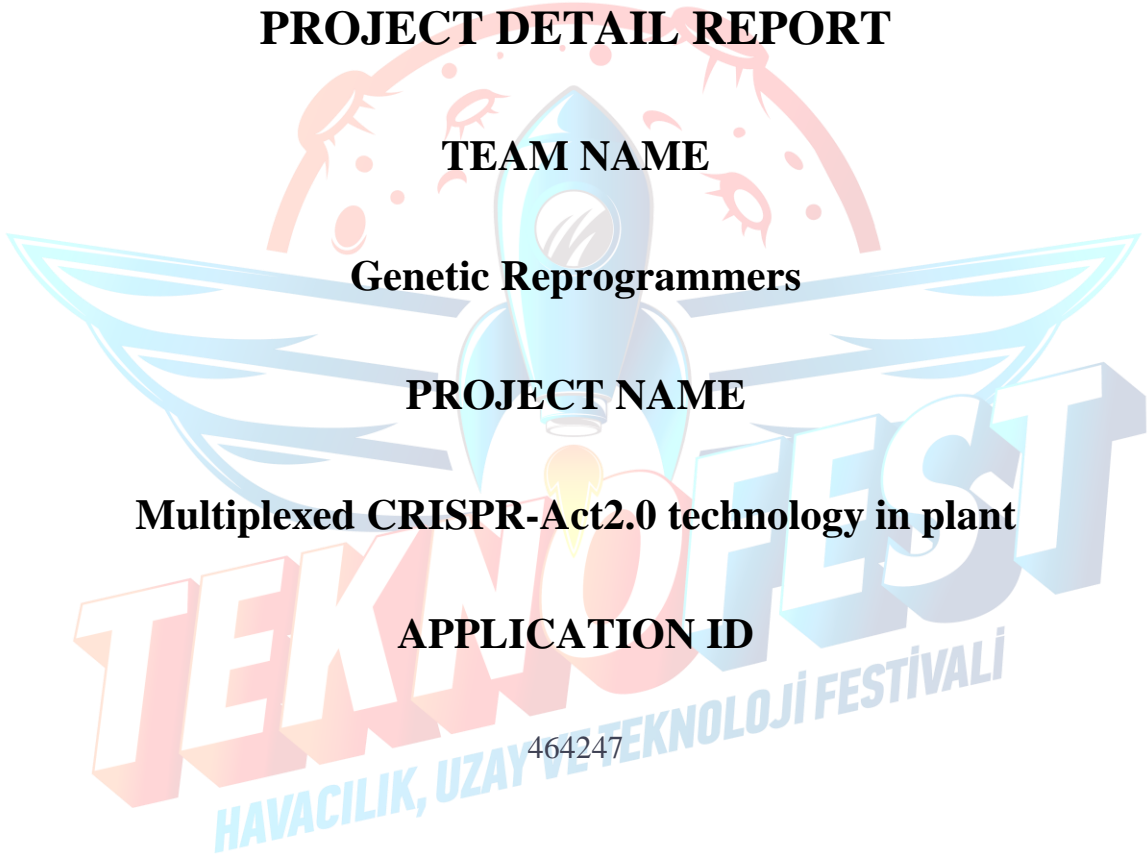 PROJECT DETAIL REPORT
TEAM NAME
Genetic Reprogrammers
PROJECT NAME
Multiplexed CRISPR-Act2.0 technology in plant
APPLICATION ID
464247
TEKNOFEST
HAVACILIK, UZAY VE TEKNOLOJİ FESTİVALİ